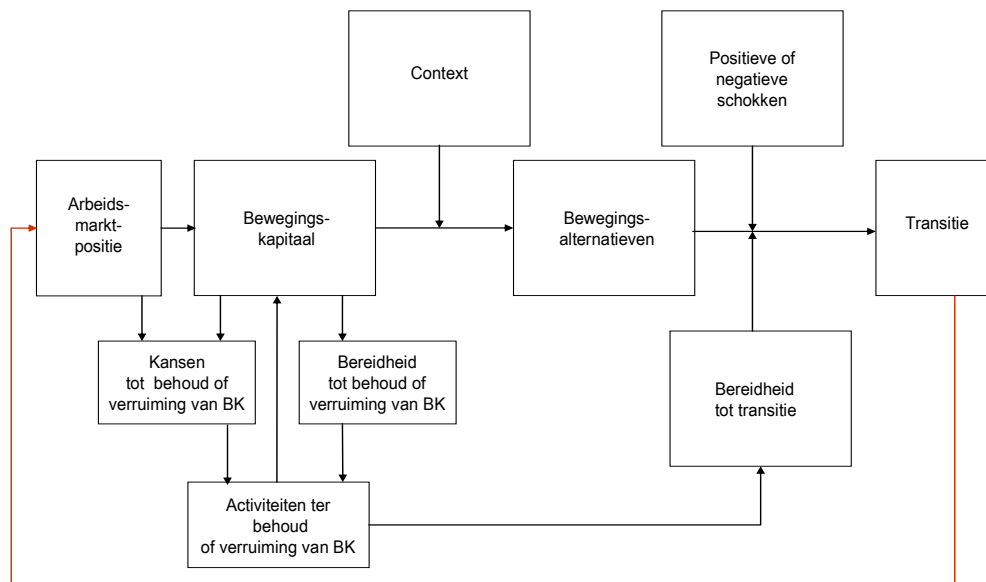 Context
Positieve of
negatieve
schokken
Arbeids-
markt-
positie
Bewegings-
kapitaal
Bewegings-
alternatieven
Transitie
Kansen
tot behoud of
verruiming van BK
Bereidheid
tot behoud of
verruiming van BK
Bereidheid
tot transitie
Activiteiten ter
behoud
of verruiming van BK